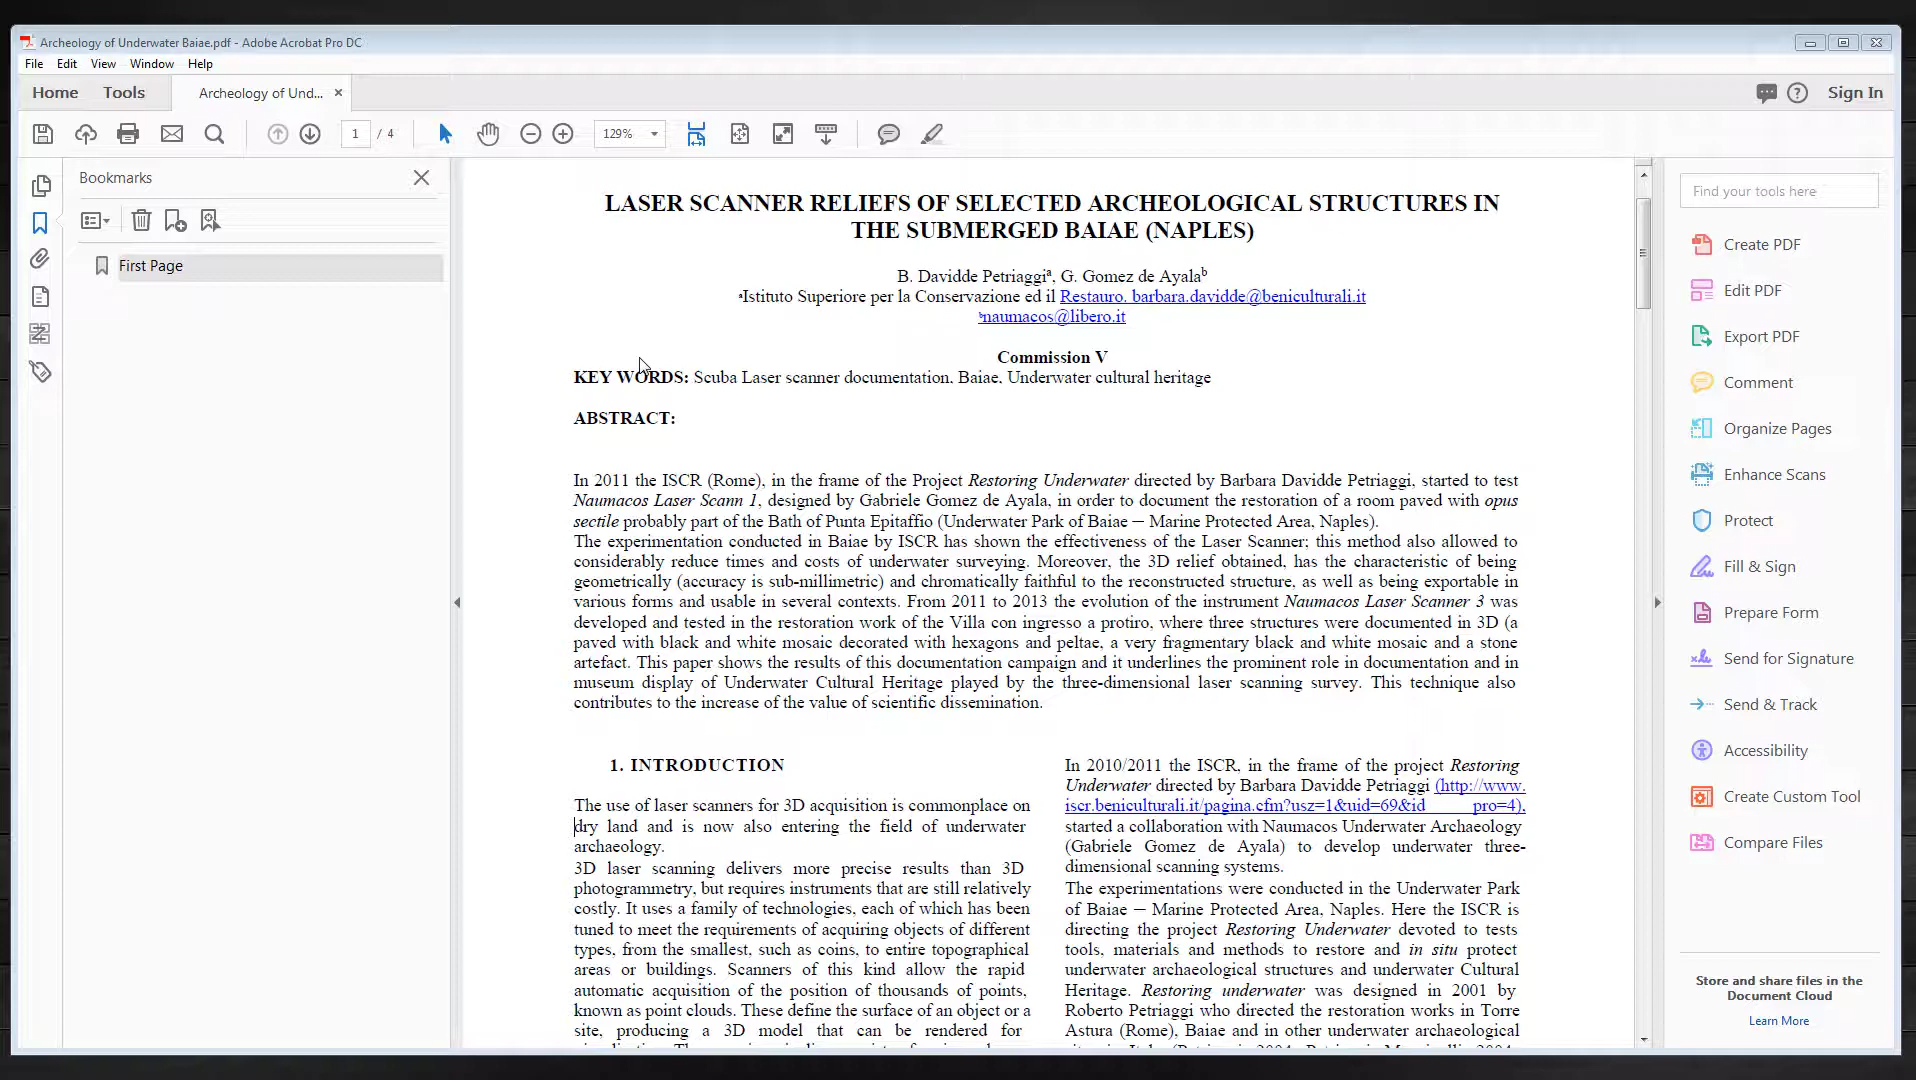 Archeology of Underwater Baiae.pdf - Adobe Acrobat Pro DC
File Edit View Window Help
Home Tools Archeology of Und... × Sign In
1 / 4 129%
Bookmarks
First Page
LASER SCANNER RELIEFS OF SELECTED ARCHEOLOGICAL STRUCTURES IN
THE SUBMERGED BAIAE (NAPLES)
B. Davidde Petriaggiᵃ, G. Gomez de Ayalaᵇ
ᵃIstituto Superiore per la Conservazione ed il Restauro. barbara.davidde@beniculturali.it
ᵇnaumacos@libero.it
Commission V
KEY WORDS: Scuba Laser scanner documentation. Baiae. Underwater cultural heritage
ABSTRACT:
In 2011 the ISCR (Rome), in the frame of the Project Restoring Underwater directed by Barbara Davidde Petriaggi, started to test
Naumacos Laser Scann 1, designed by Gabriele Gomez de Ayala, in order to document the restoration of a room paved with opus
sectile probably part of the Bath of Punta Epitaffio (Underwater Park of Baiae – Marine Protected Area, Naples).
The experimentation conducted in Baiae by ISCR has shown the effectiveness of the Laser Scanner; this method also allowed to
considerably reduce times and costs of underwater surveying. Moreover, the 3D relief obtained, has the characteristic of being
geometrically (accuracy is sub-millimetric) and chromatically faithful to the reconstructed structure, as well as being exportable in
various forms and usable in several contexts. From 2011 to 2013 the evolution of the instrument Naumacos Laser Scanner 3 was
developed and tested in the restoration work of the Villa con ingresso a protiro, where three structures were documented in 3D (a
paved with black and white mosaic decorated with hexagons and peltae, a very fragmentary black and white mosaic and a stone
artefact. This paper shows the results of this documentation campaign and it underlines the prominent role in documentation and in
museum display of Underwater Cultural Heritage played by the three-dimensional laser scanning survey. This technique also
contributes to the increase of the value of scientific dissemination.
1. INTRODUCTION
The use of laser scanners for 3D acquisition is commonplace on
dry land and is now also entering the field of underwater
archaeology.
3D laser scanning delivers more precise results than 3D
photogrammetry, but requires instruments that are still relatively
costly. It uses a family of technologies, each of which has been
tuned to meet the requirements of acquiring objects of different
types, from the smallest, such as coins, to entire topographical
areas or buildings. Scanners of this kind allow the rapid
automatic acquisition of the position of thousands of points,
known as point clouds. These define the surface of an object or a
site, producing a 3D model that can be rendered for
In 2010/2011 the ISCR, in the frame of the project Restoring
Underwater directed by Barbara Davidde Petriaggi (http://www.
iscr.beniculturali.it/pagina.cfm?usz=1&uid=69&id pro=4),
started a collaboration with Naumacos Underwater Archaeology
(Gabriele Gomez de Ayala) to develop underwater three-
dimensional scanning systems.
The experimentations were conducted in the Underwater Park
of Baiae – Marine Protected Area, Naples. Here the ISCR is
directing the project Restoring Underwater devoted to tests
tools, materials and methods to restore and in situ protect
underwater archaeological structures and underwater Cultural
Heritage. Restoring underwater was designed in 2001 by
Roberto Petriaggi who directed the restoration works in Torre
Astura (Rome), Baiae and in other underwater archaeological
Find your tools here
Create PDF
Edit PDF
Export PDF
Comment
Organize Pages
Enhance Scans
Protect
Fill & Sign
Prepare Form
Send for Signature
Send & Track
Accessibility
Create Custom Tool
Compare Files
Store and share files in the
Document Cloud
Learn More